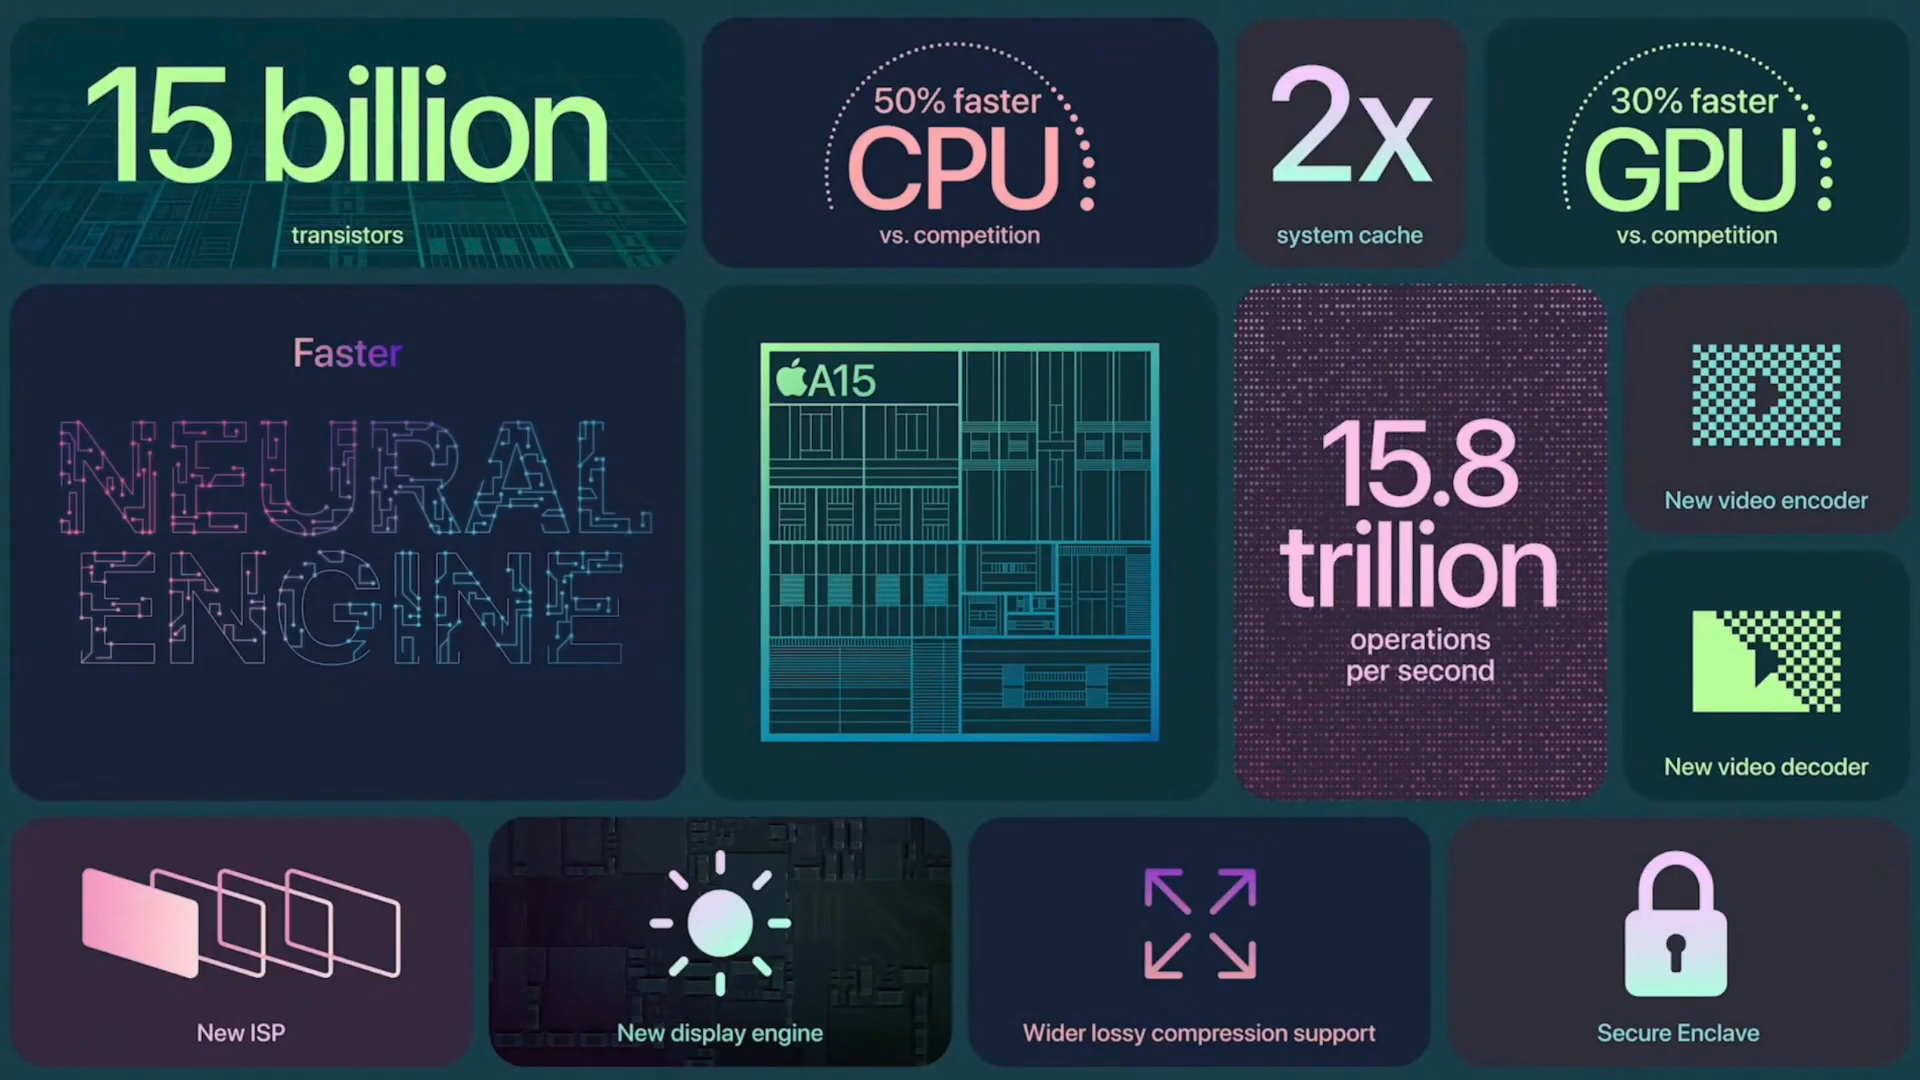 15 billion
transistors
50% faster
CPU
vs. competition
2x
system cache
30% faster
GPU
vs. competition
Faster
NEURAL
ENGINE
A15
15.8
trillion
operations
per second
New video encoder
New video decoder
New ISP
New display engine
Wider lossy compression support
Secure Enclave